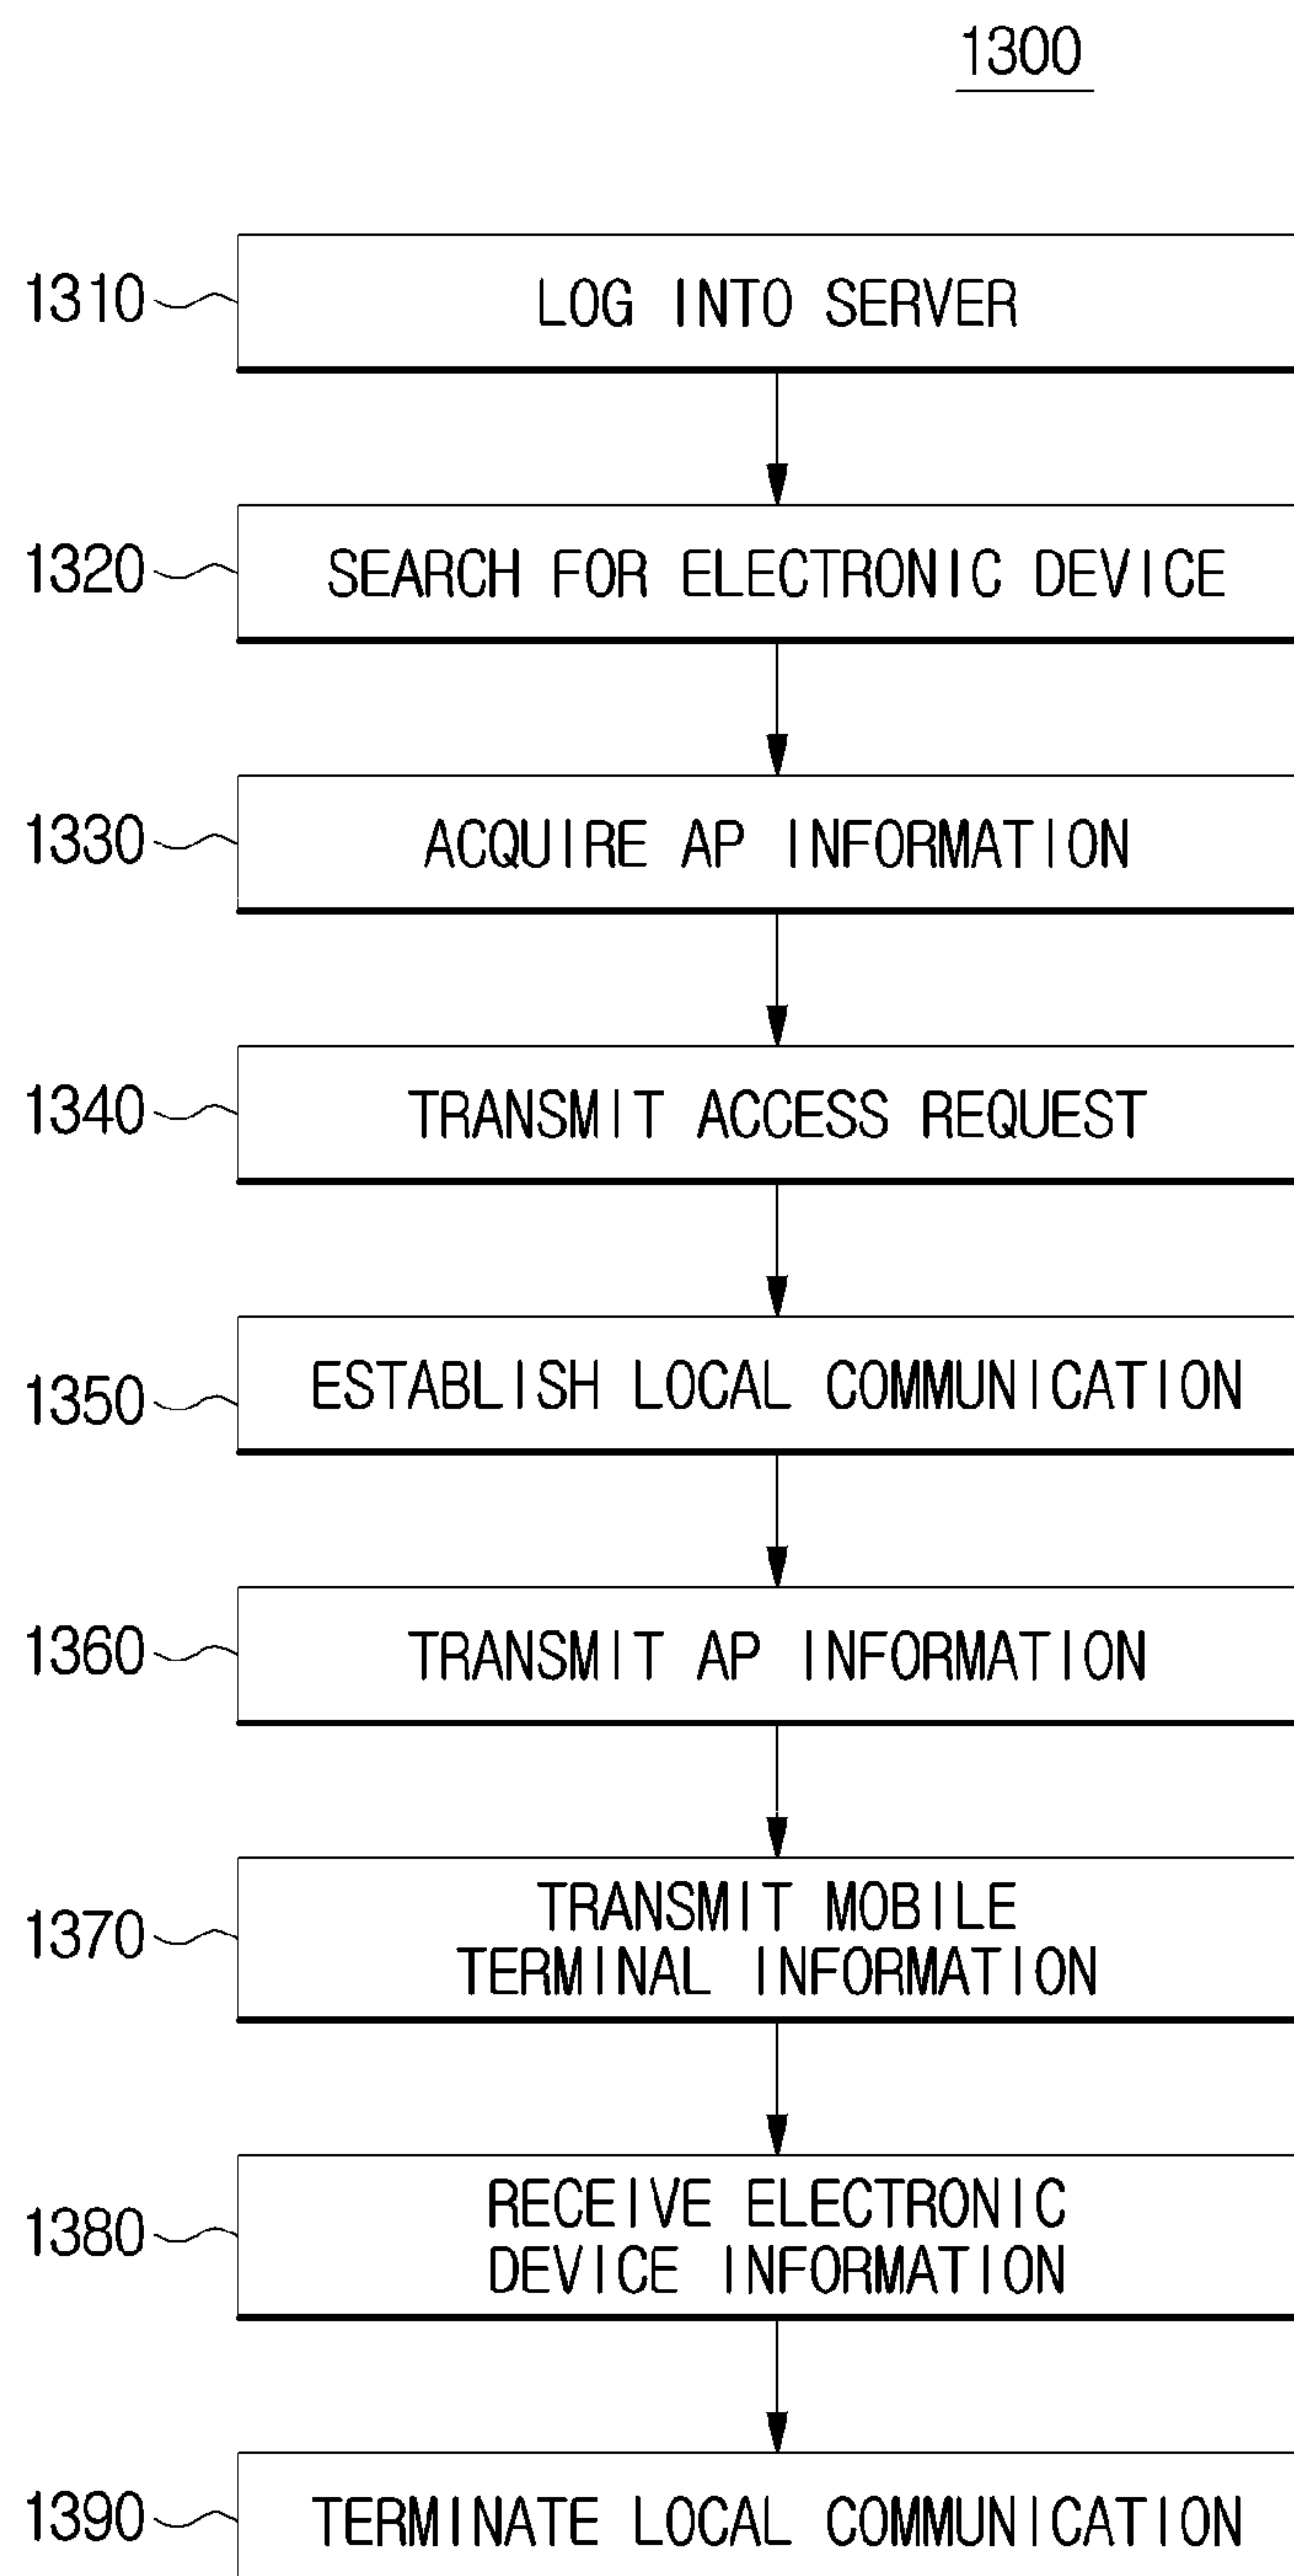 1300
1310 LOG INTO SERVER
1320 SEARCH FOR ELECTRONIC DEVICE
1330 ACQUIRE AP INFORMATION
1340 TRANSMIT ACCESS REQUEST
1350 ESTABLISH LOCAL COMMUNICATION
1360 TRANSMIT AP INFORMATION
1370 TRANSMIT MOBILE
TERMINAL INFORMATION
1380 RECEIVE ELECTRONIC
DEVICE INFORMATION
1390 TERMINATE LOCAL COMMUNICATION